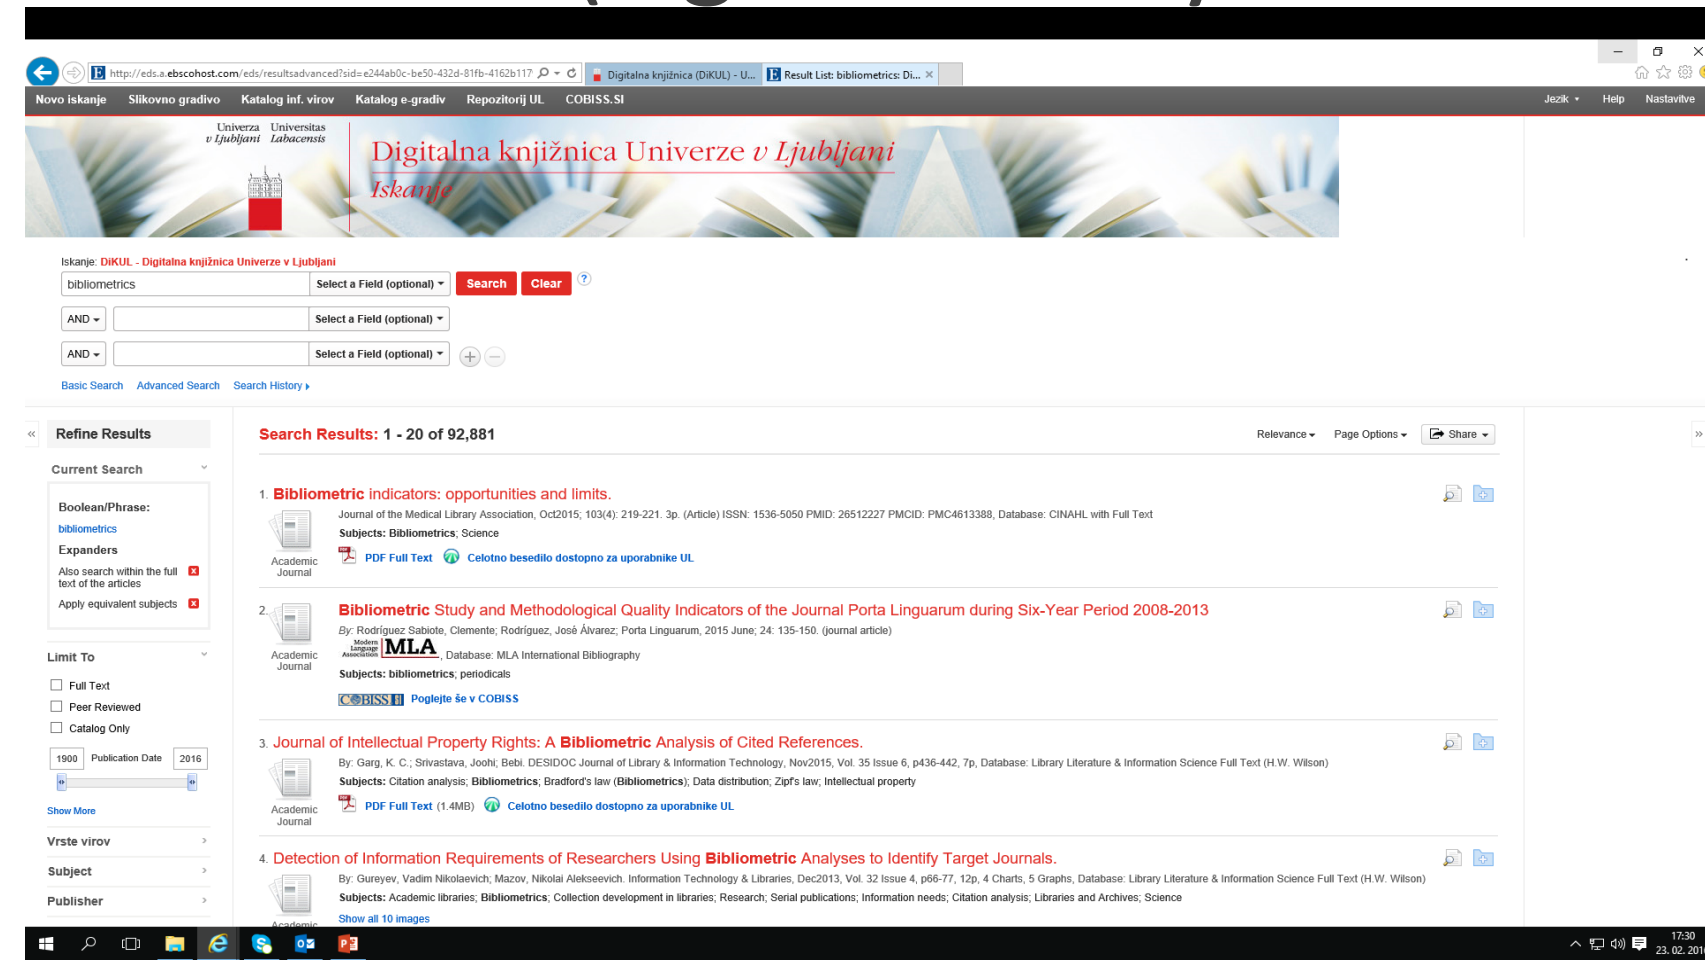 http://eds.a.ebscohost.com/eds/resultsadvanced?sid=e244ab0c-be50-432d-81fb-4162b117
Digitalna knjižnica (DiKUL) - U...
Result List: bibliometrics: Di...
Novo iskanje Slikovno gradivo Katalog inf. virov Katalog e-gradiv Repozitorij UL COBISS.SI
Jezik Help Nastavitve
Univerza Universitas
v Ljubljani Labacensis
Digitalna knjižnica Univerze v Ljubljani
Iskanje
Iskanje: DiKUL - Digitalna knjižnica Univerze v Ljubljani
bibliometrics Select a Field (optional) Search Clear ?
AND Select a Field (optional)
AND Select a Field (optional)
Basic Search Advanced Search Search History
Refine Results
Current Search
Boolean/Phrase:
bibliometrics
Expanders
Also search within the full
text of the articles
Apply equivalent subjects
Limit To
Full Text
Peer Reviewed
Catalog Only
1900 Publication Date 2016
Show More
Vrste virov
Subject
Publisher
Search Results: 1 - 20 of 92,881
Relevance Page Options Share
1. Bibliometric indicators: opportunities and limits.
Journal of the Medical Library Association, Oct2015; 103(4): 219-221. 3p. (Article) ISSN: 1536-5050 PMID: 26512227 PMCID: PMC4613388, Database: CINAHL with Full Text
Subjects: Bibliometrics; Science
PDF Full Text Celotno besedilo dostopno za uporabnike UL
Academic
Journal
2. Bibliometric Study and Methodological Quality Indicators of the Journal Porta Linguarum during Six-Year Period 2008-2013
By: Rodríguez Sabiote, Clemente; Rodríguez, José Álvarez; Porta Linguarum, 2015 June; 24: 135-150. (journal article)
Modern
Language
Association MLA , Database: MLA International Bibliography
Subjects: bibliometrics; periodicals
COBISS Poglejte še v COBISS
Academic
Journal
3. Journal of Intellectual Property Rights: A Bibliometric Analysis of Cited References.
By: Garg, K. C.; Srivastava, Joohi; Bebi. DESIDOC Journal of Library & Information Technology, Nov2015, Vol. 35 Issue 6, p436-442, 7p, Database: Library Literature & Information Science Full Text (H.W. Wilson)
Subjects: Citation analysis; Bibliometrics; Bradford's law (Bibliometrics); Data distribution; Zipf's law; Intellectual property
PDF Full Text (1.4MB) Celotno besedilo dostopno za uporabnike UL
Academic
Journal
4. Detection of Information Requirements of Researchers Using Bibliometric Analyses to Identify Target Journals.
By: Gureyev, Vadim Nikolaevich; Mazov, Nikolai Alekseevich. Information Technology & Libraries, Dec2013, Vol. 32 Issue 4, p66-77, 12p, 4 Charts, 5 Graphs, Database: Library Literature & Information Science Full Text (H.W. Wilson)
Subjects: Academic libraries; Bibliometrics; Collection development in libraries; Research; Serial publications; Information needs; Citation analysis; Libraries and Archives; Science
Show all 10 images
Academic
17:30
23. 02. 201